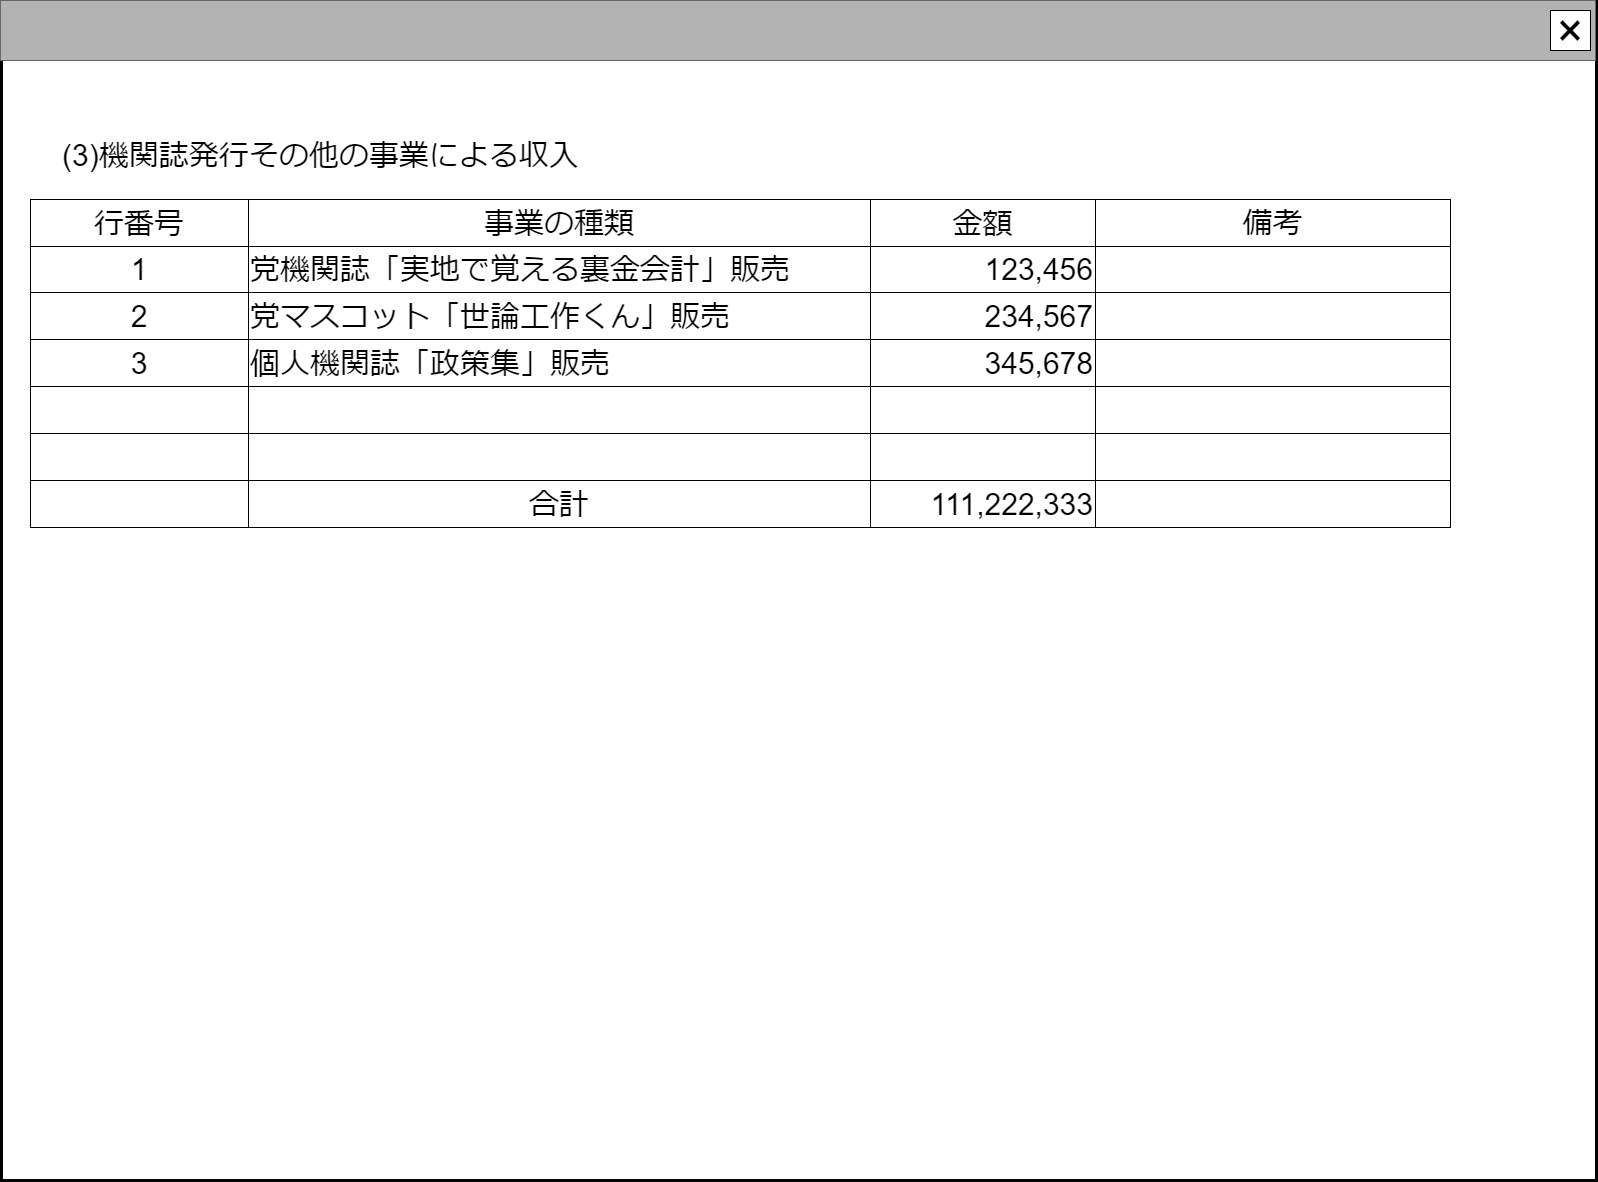 (3)機関誌発行その他の事業による収入
行番号 事業の種類 金額 備考
1 党機関誌「実地で覚える裏金会計」販売 123,456
2 党マスコット「世論工作くん」販売 234,567
3 個人機関誌「政策集」販売 345,678
合計 111,222,333